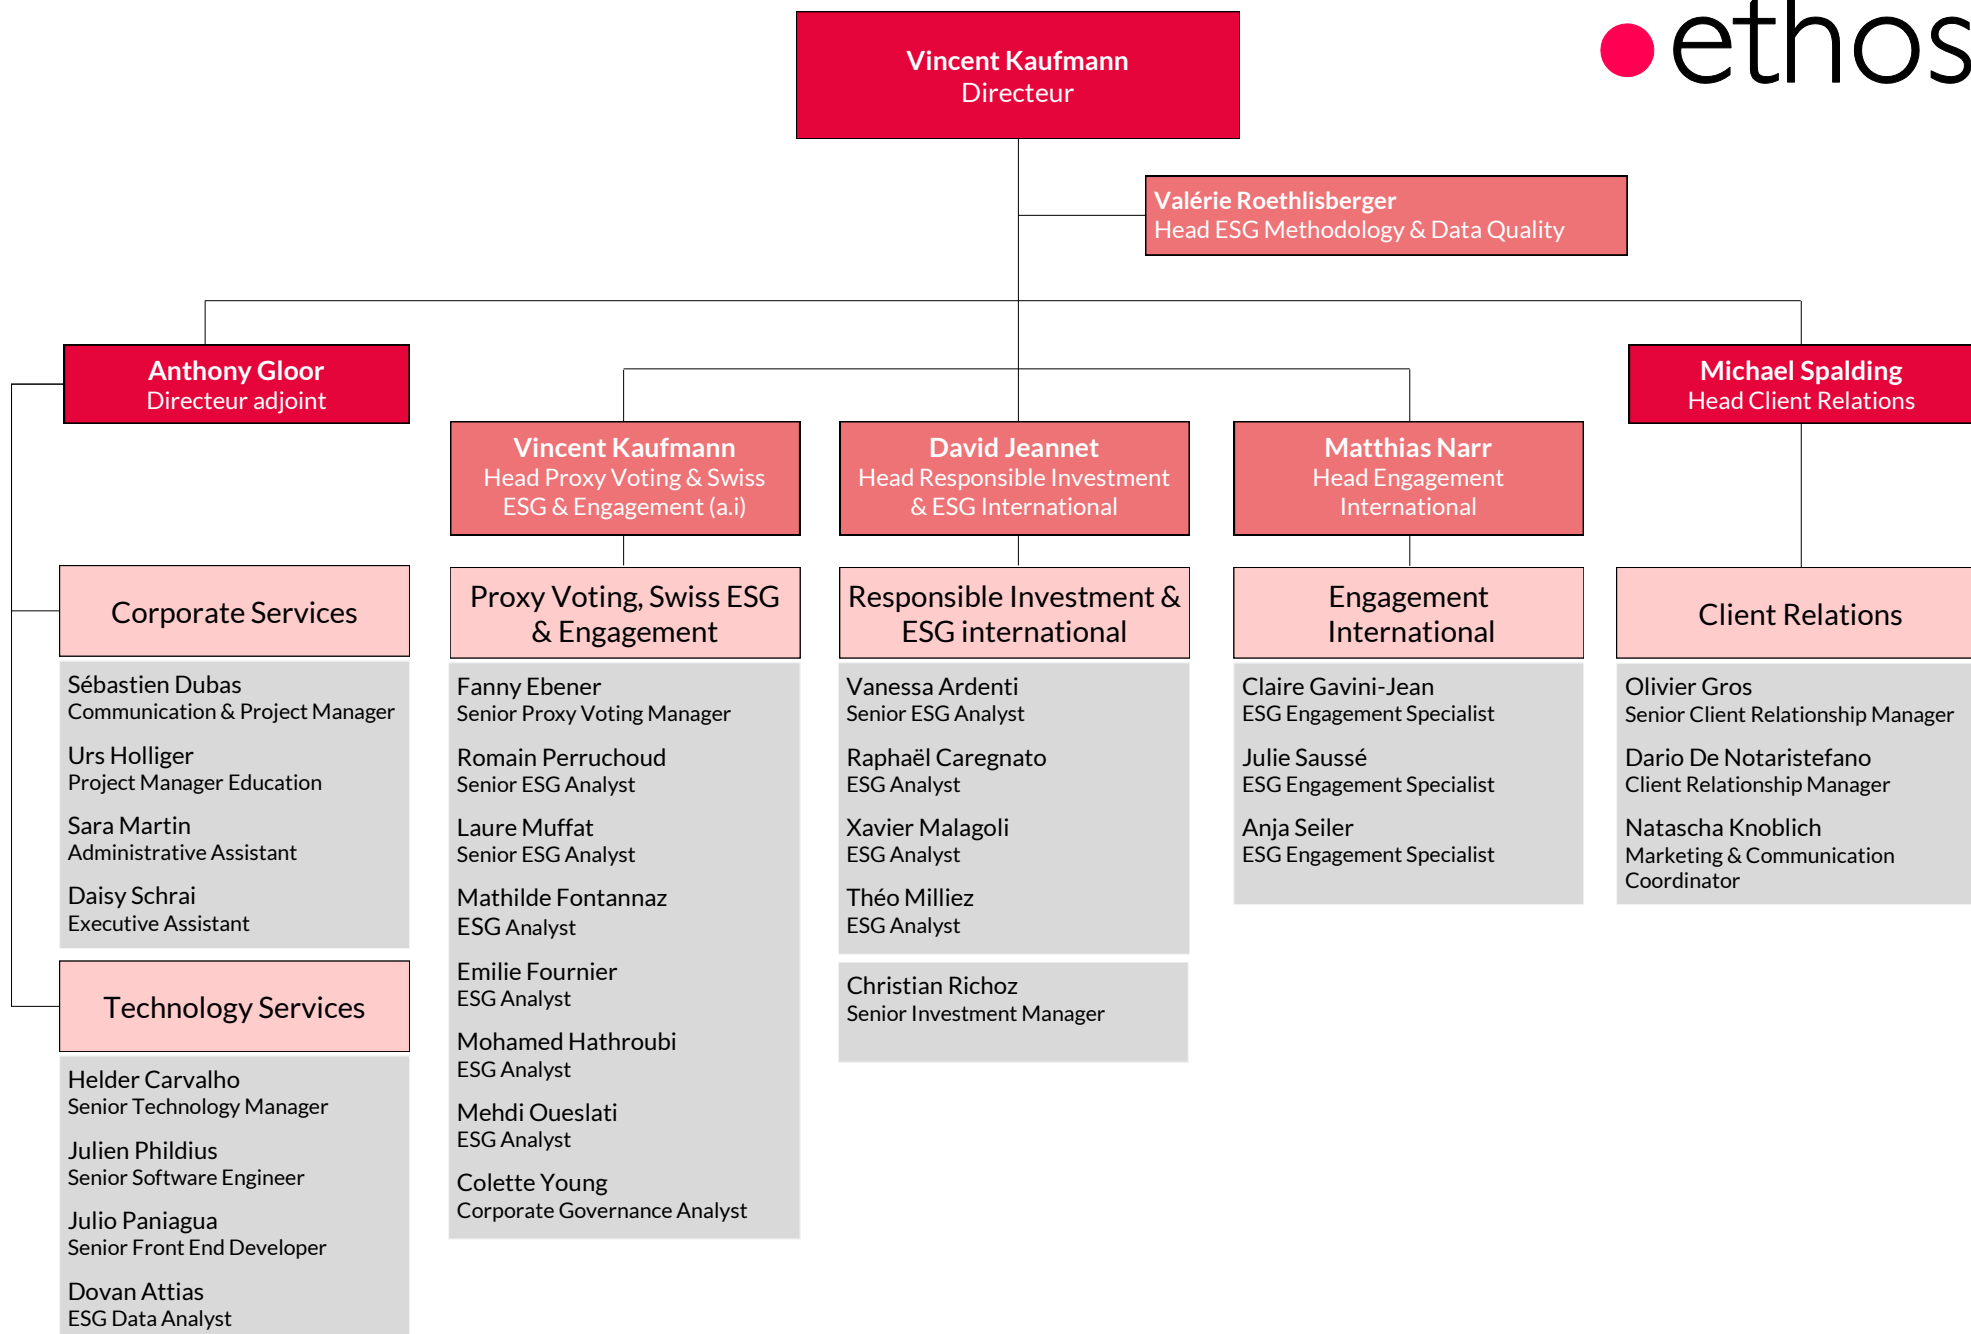 ethos
Vincent Kaufmann
Directeur
Valérie Roethlisberger
Head ESG Methodology & Data Quality
Anthony Gloor
Directeur adjoint
Michael Spalding
Head Client Relations
Vincent Kaufmann
Head Proxy Voting & Swiss
ESG & Engagement (a.i)
David Jeannet
Head Responsible Investment
& ESG International
Matthias Narr
Head Engagement
International
Corporate Services
Sébastien Dubas
Communication & Project Manager
Urs Holliger
Project Manager Education
Sara Martin
Administrative Assistant
Daisy Schrai
Executive Assistant
Technology Services
Helder Carvalho
Senior Technology Manager
Julien Phildius
Senior Software Engineer
Julio Paniagua
Senior Front End Developer
Dovan Attias
ESG Data Analyst
Proxy Voting, Swiss ESG
& Engagement
Fanny Ebener
Senior Proxy Voting Manager
Romain Perruchoud
Senior ESG Analyst
Laure Muffat
Senior ESG Analyst
Mathilde Fontannaz
ESG Analyst
Emilie Fournier
ESG Analyst
Mohamed Hathroubi
ESG Analyst
Mehdi Oueslati
ESG Analyst
Colette Young
Corporate Governance Analyst
Responsible Investment &
ESG international
Vanessa Ardenti
Senior ESG Analyst
Raphaël Caregnato
ESG Analyst
Xavier Malagoli
ESG Analyst
Théo Milliez
ESG Analyst
Christian Richoz
Senior Investment Manager
Engagement
International
Claire Gavini-Jean
ESG Engagement Specialist
Julie Saussé
ESG Engagement Specialist
Anja Seiler
ESG Engagement Specialist
Client Relations
Olivier Gros
Senior Client Relationship Manager
Dario De Notaristefano
Client Relationship Manager
Natascha Knoblich
Marketing & Communication
Coordinator